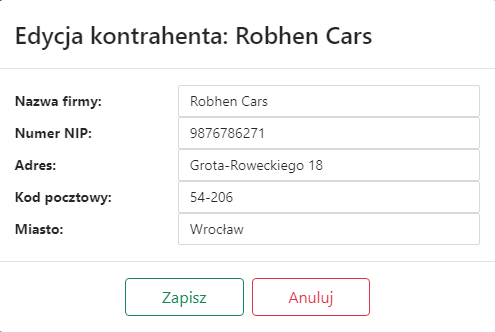 Edycja kontrahenta: Robhen Cars
Nazwa firmy: Robhen Cars
Numer NIP: 9876786271
Adres: Grota-Roweckiego 18
Kod pocztowy: 54-206
Miasto: Wrocław
Zapisz Anuluj